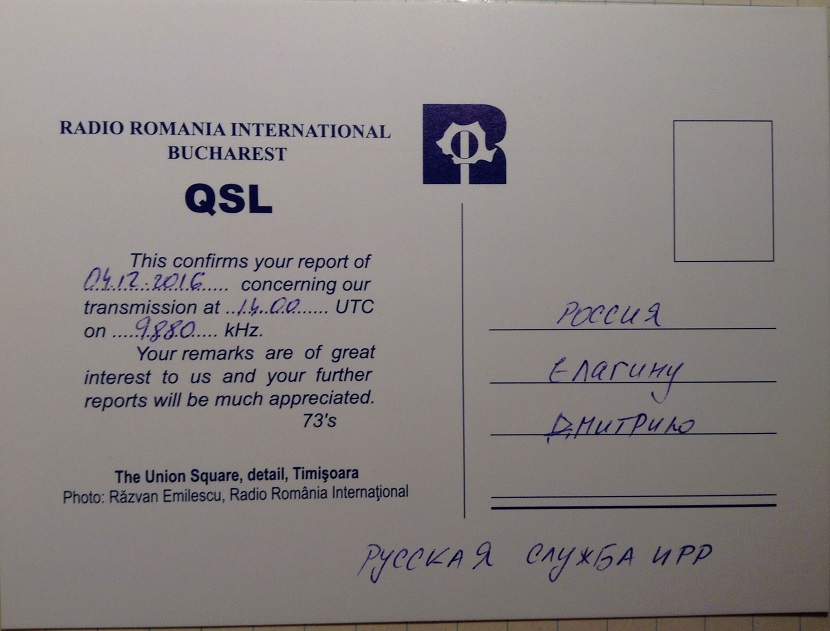 RADIO ROMANIA INTERNATIONAL
BUCHAREST
QSL
This confirms your report of
04.12.2016 concerning our
transmission at ..14.00...... UTC
on .....9880.... kHz.
Your remarks are of great
interest to us and your further
reports will be much appreciated.
73's
The Union Square, detail, Timişoara
Photo: Răzvan Emilescu, Radio România Internaţional
R
РОССИЯ
Елагину
Дмитрию
РУССКАЯ СЛУЖБА ИРР